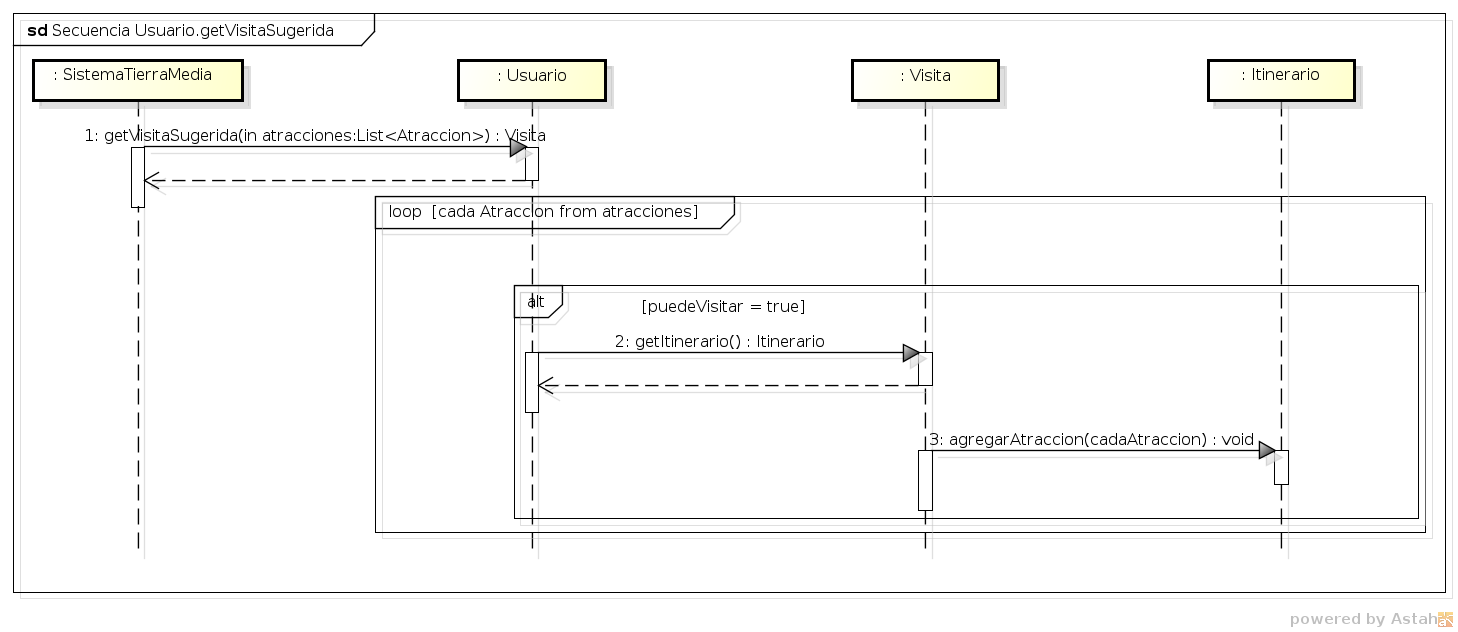 sd Secuencia Usuario.getVisitaSugerida
: SistemaTierraMedia
: Usuario
: Visita
: Itinerario
1: getVisitaSugerida(in atracciones:List<Atraccion>) : Visita
loop [cada Atraccion from atracciones]
alt
[puedeVisitar = true]
2: getItinerario() : Itinerario
3: agregarAtraccion(cadaAtraccion) : void
powered by Astah